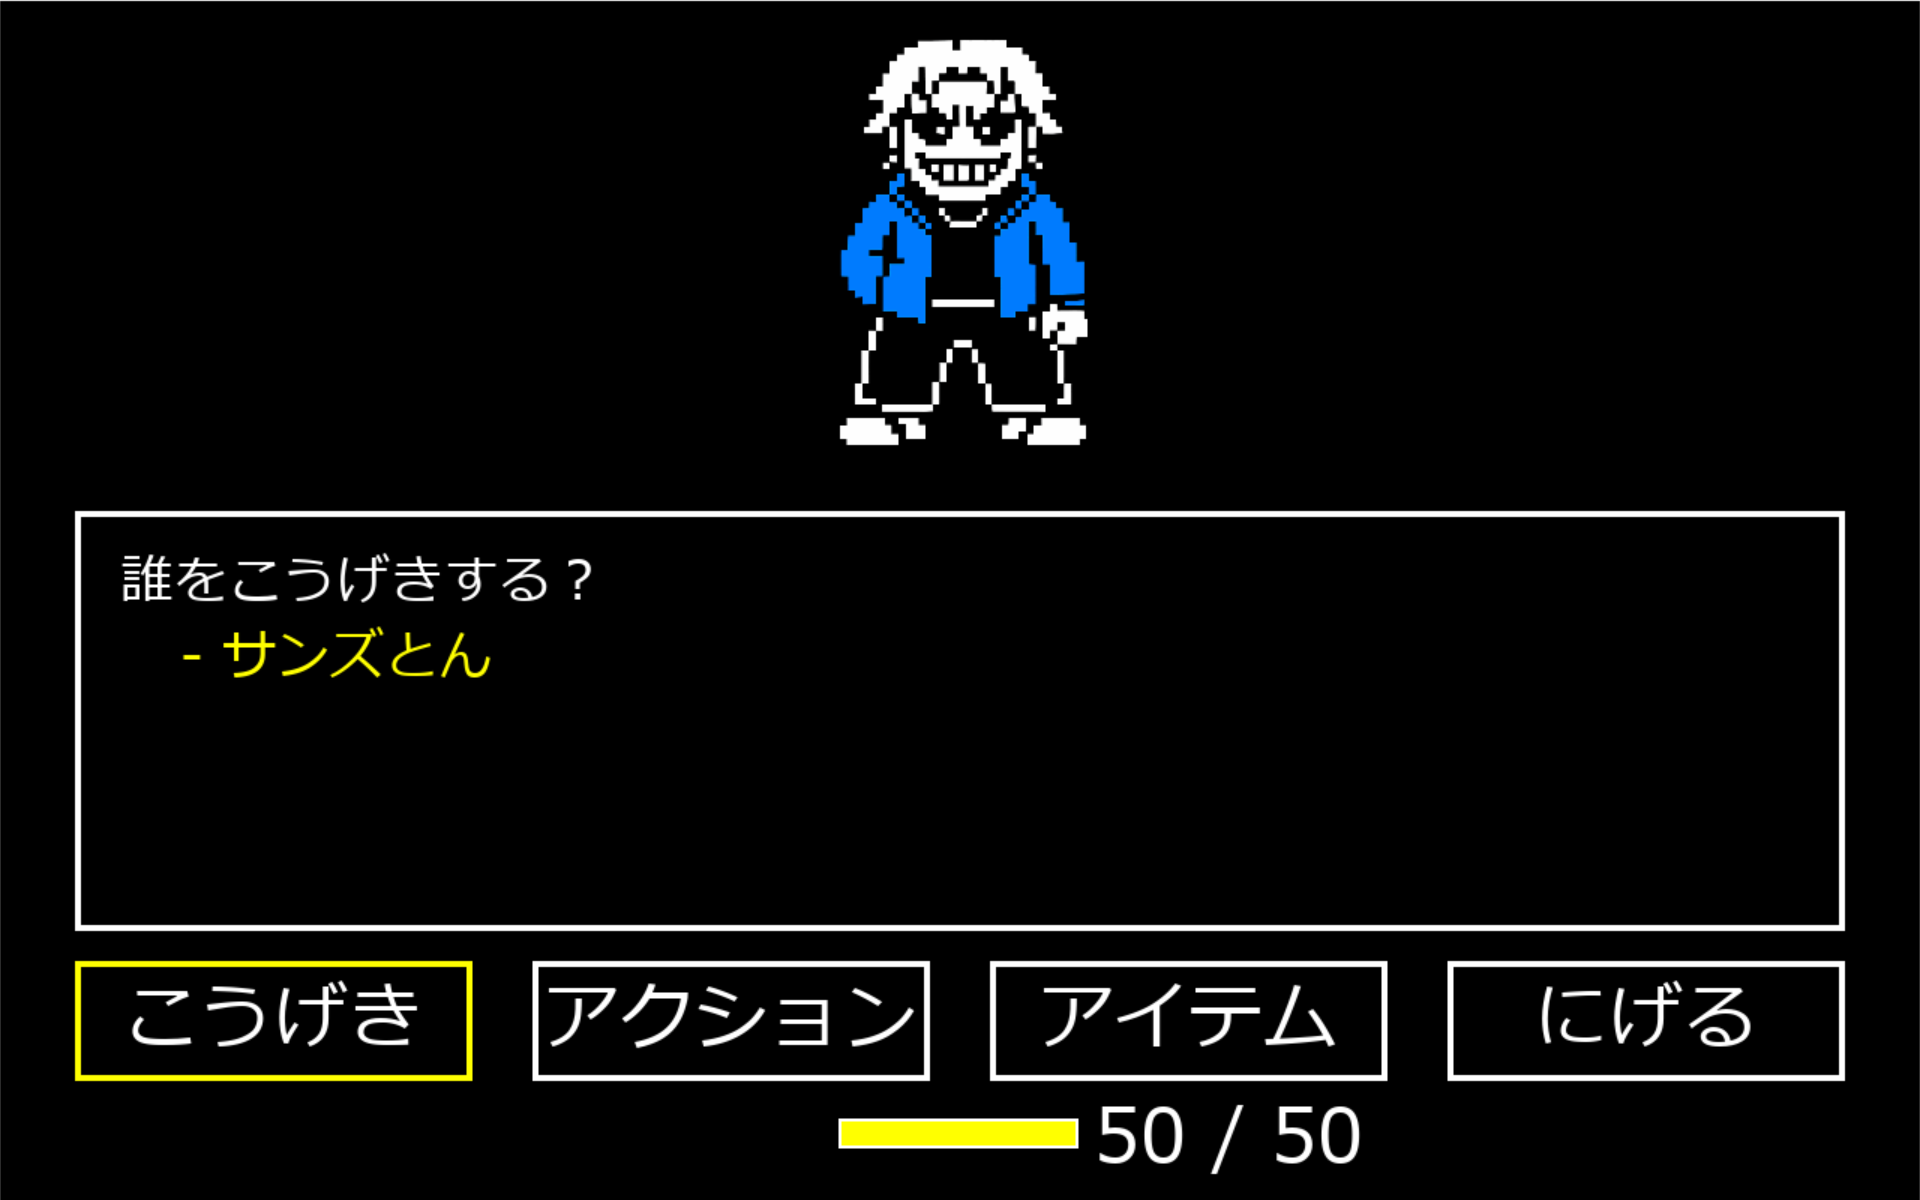 誰をこうげきする？
- サンズとん
こうげき
アクション
アイテム
にげる
50 / 50